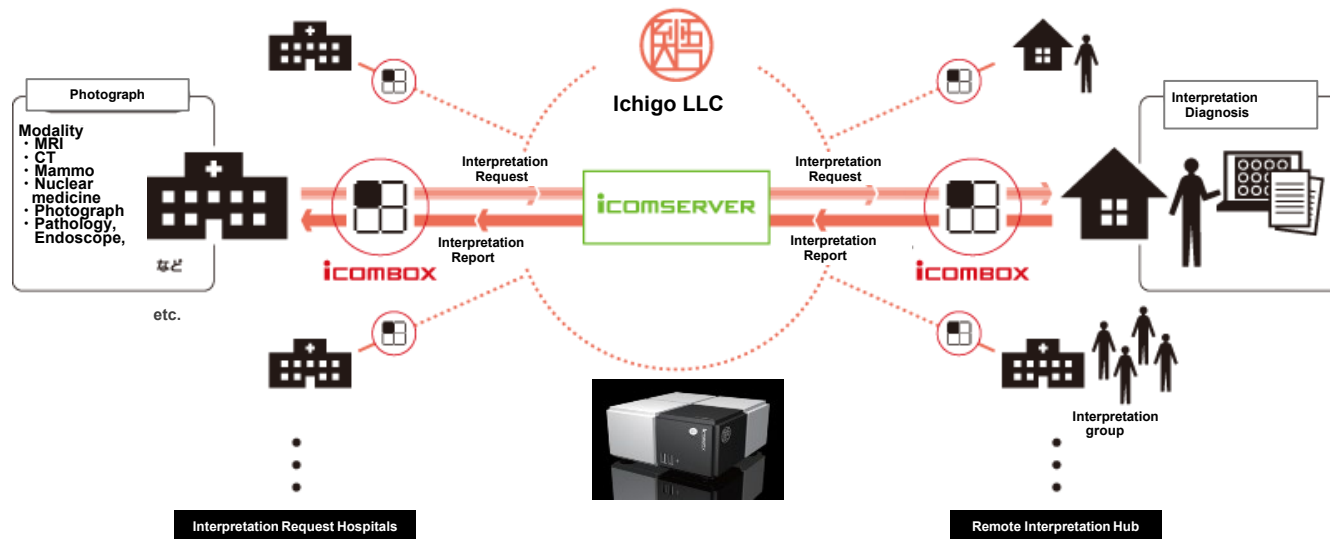 Ichigo LLC
Photograph
Modality
・MRI
・CT
・Mammo
・Nuclear
medicine
・Photograph
・Pathology,
Endoscope,
など
etc.
Interpretation
Request
Interpretation
Report
iCOMBOX
iCOMSERVER
Interpretation
Request
Interpretation
Report
iCOMBOX
Interpretation
Diagnosis
Interpretation
group
iCOMBOX
Interpretation Request Hospitals
Remote Interpretation Hub